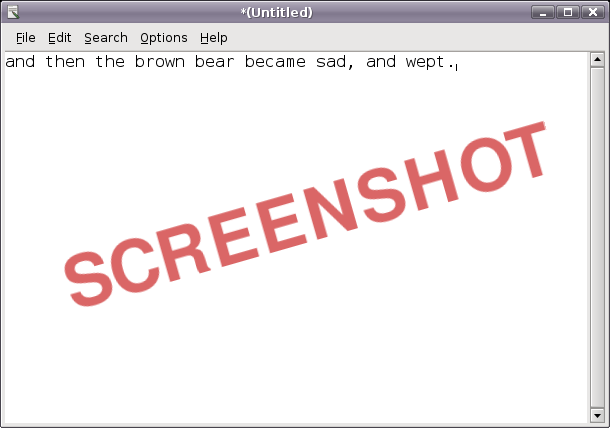 *(Untitled)
File Edit Search Options Help
and then the brown bear became sad, and wept.
SCREENSHOT